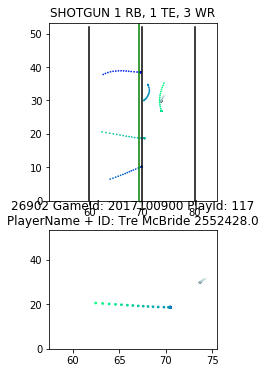 SHOTGUN 1 RB, 1 TE, 3 WR
50
40
30
20
10
0
60 70 80
26902 GameId: 2017100900 PlayId: 117
PlayerName + ID: Tre McBride 2552428.0
40
20
0
60 65 70 75